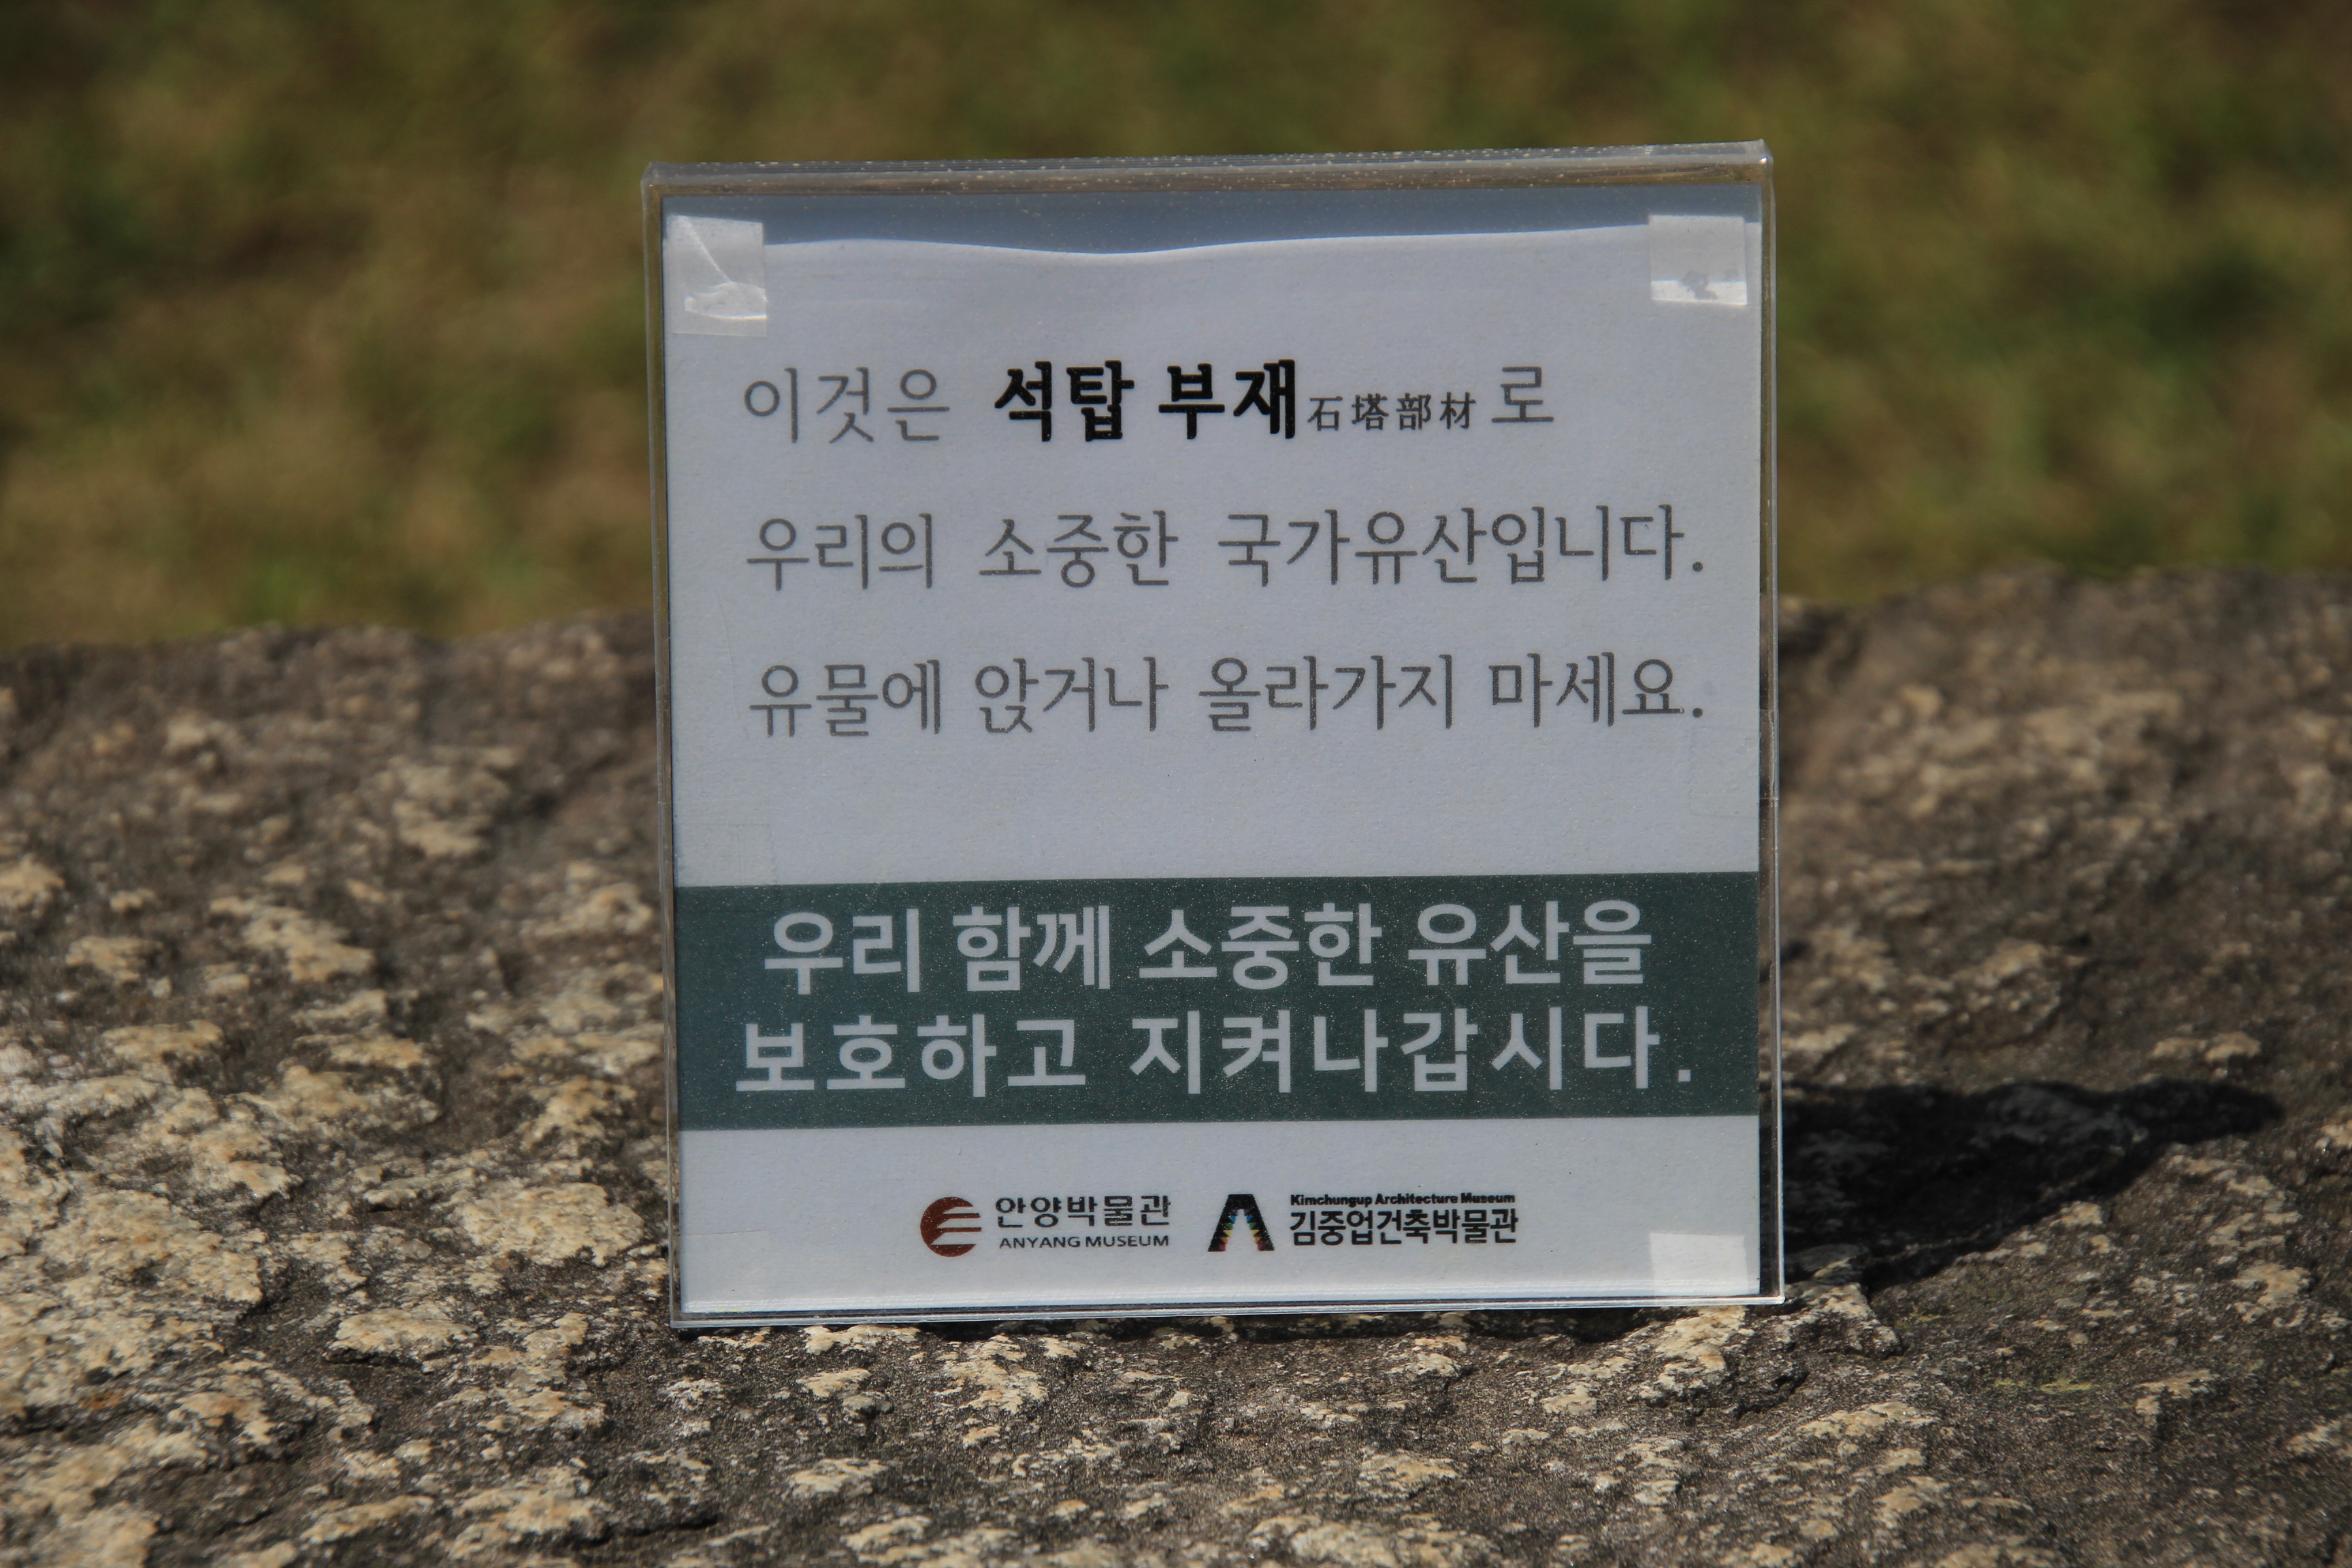 이것은 석탑 부재石塔部材로
우리의 소중한 국가유산입니다.
유물에 앉거나 올라가지 마세요.
우리 함께 소중한 유산을
보호하고 지켜나갑시다.
안양박물관
ANYANG MUSEUM
Kimchungup Architecture Museum
김중업건축박물관